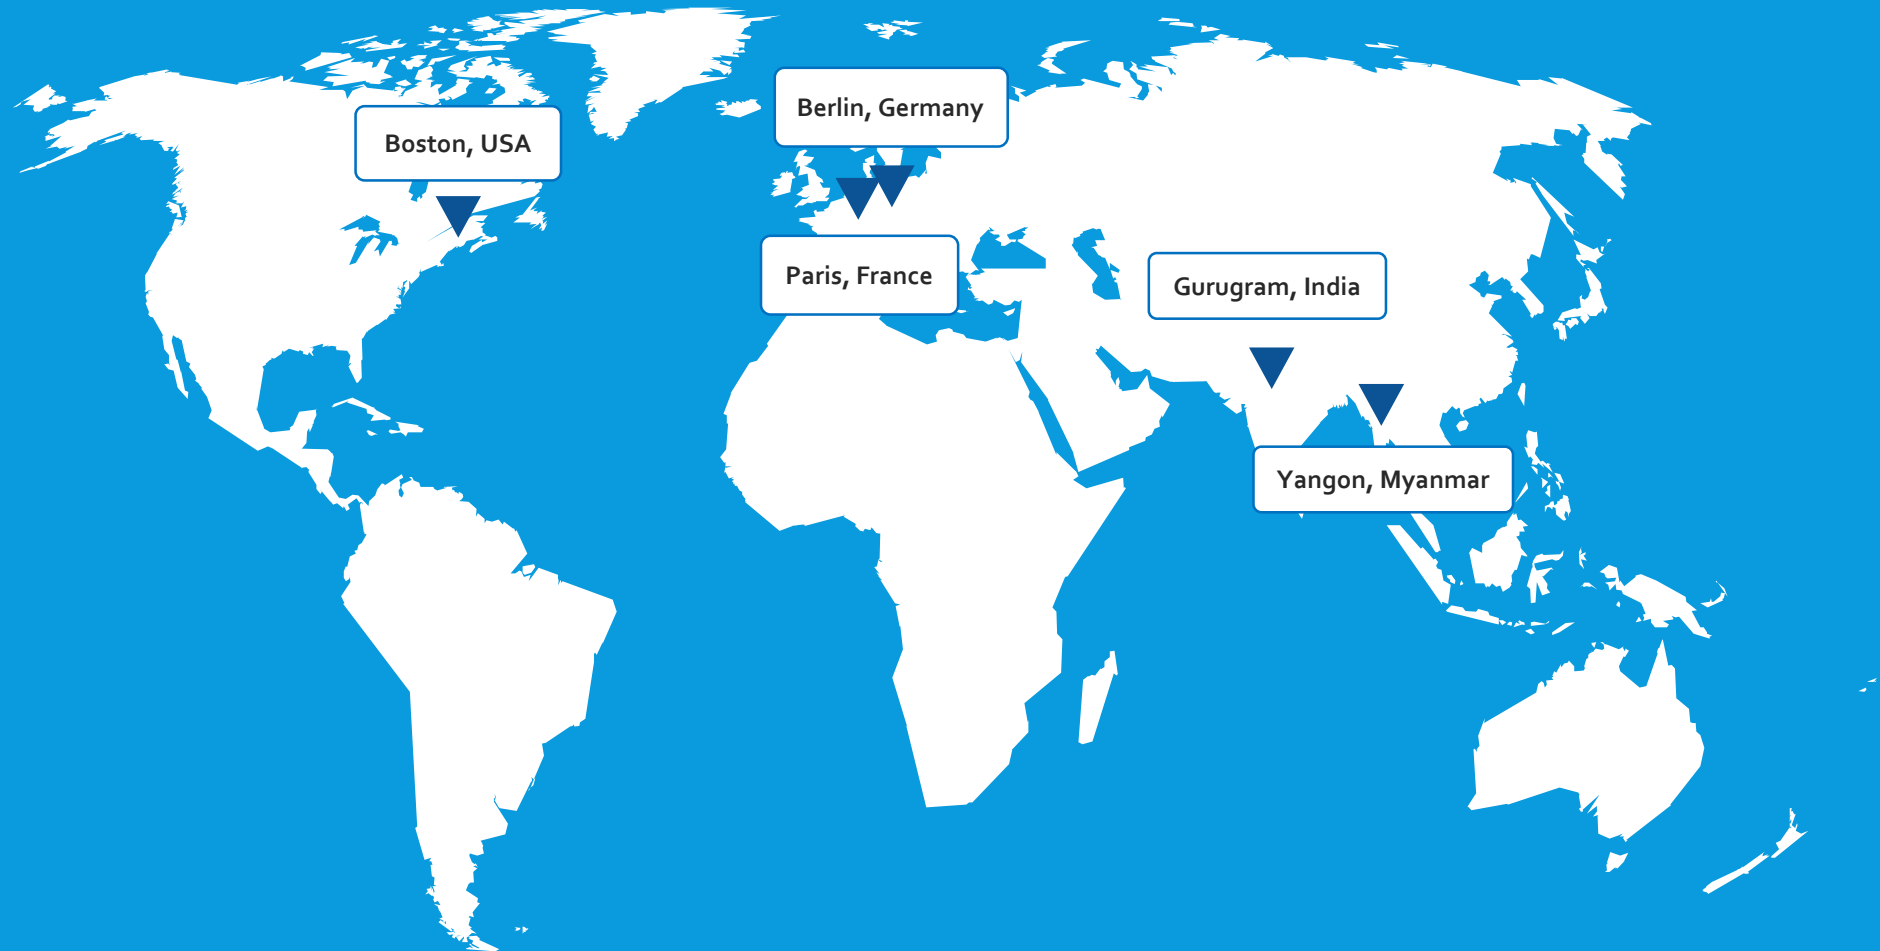 Berlin, Germany
Boston, USA
Paris, France
Gurugram, India
Yangon, Myanmar